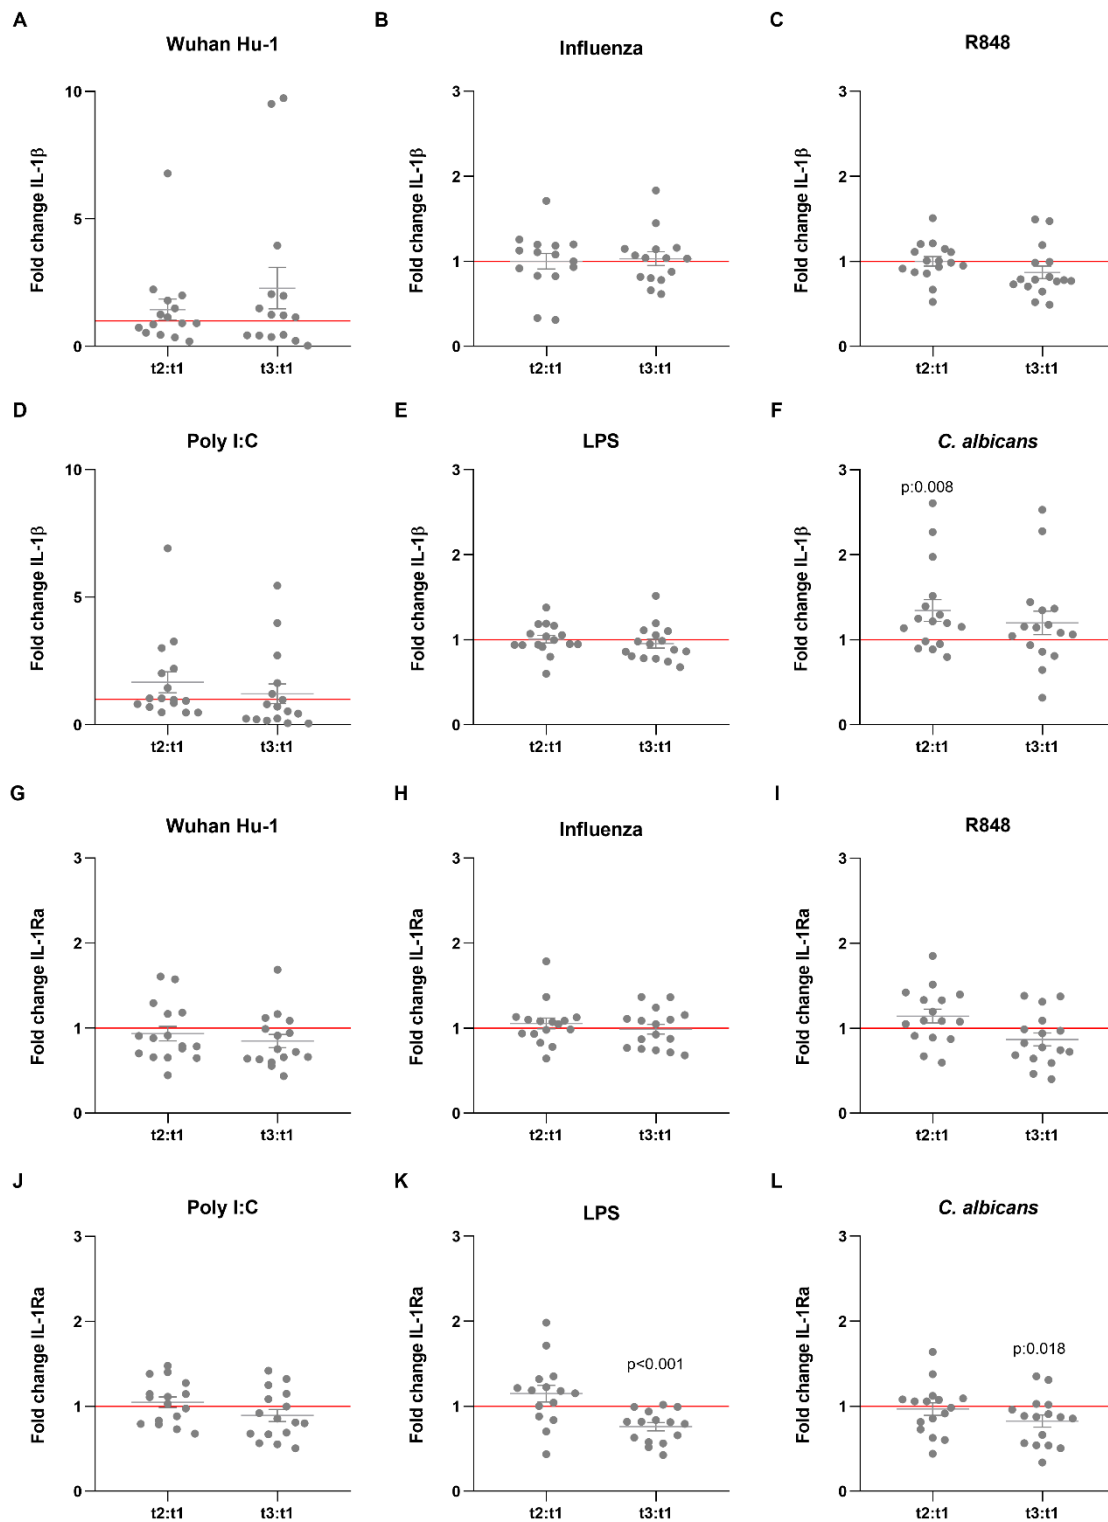 A
B
C
Wuhan Hu-1
Influenza
R848
Fold change IL-1β
10
5
0
t2:t1
t3:t1
Fold change IL-1β
3
2
1
0
t2:t1
t3:t1
Fold change IL-1β
3
2
1
0
t2:t1
t3:t1
D
E
F
Poly I:C
LPS
C. albicans
Fold change IL-1β
10
5
0
t2:t1
t3:t1
Fold change IL-1β
3
2
1
0
t2:t1
t3:t1
Fold change IL-1β
3
2
1
0
p:0.008
t2:t1
t3:t1
G
H
I
Wuhan Hu-1
Influenza
R848
Fold change IL-1Ra
3
2
1
0
t2:t1
t3:t1
Fold change IL-1Ra
3
2
1
0
t2:t1
t3:t1
Fold change IL-1Ra
3
2
1
0
t2:t1
t3:t1
J
K
L
Poly I:C
LPS
C. albicans
Fold change IL-1Ra
3
2
1
0
t2:t1
t3:t1
Fold change IL-1Ra
3
2
1
0
p<0.001
t2:t1
t3:t1
Fold change IL-1Ra
3
2
1
0
p:0.018
t2:t1
t3:t1